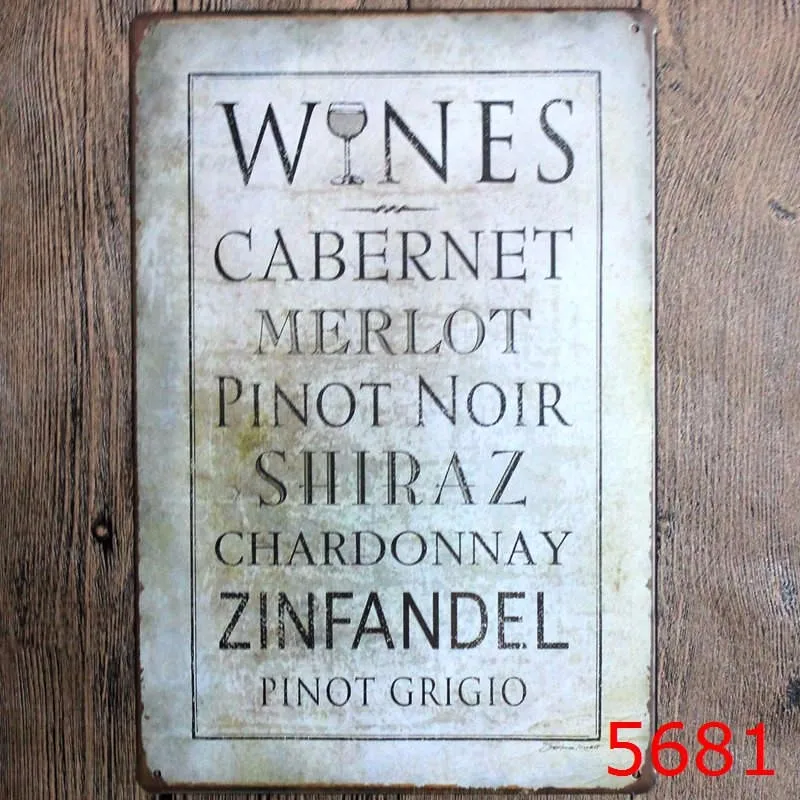 WINES
CABERNET
MERLOT
PINOT NOIR
SHIRAZ
CHARDONNAY
ZINFANDEL
PINOT GRIGIO
5681